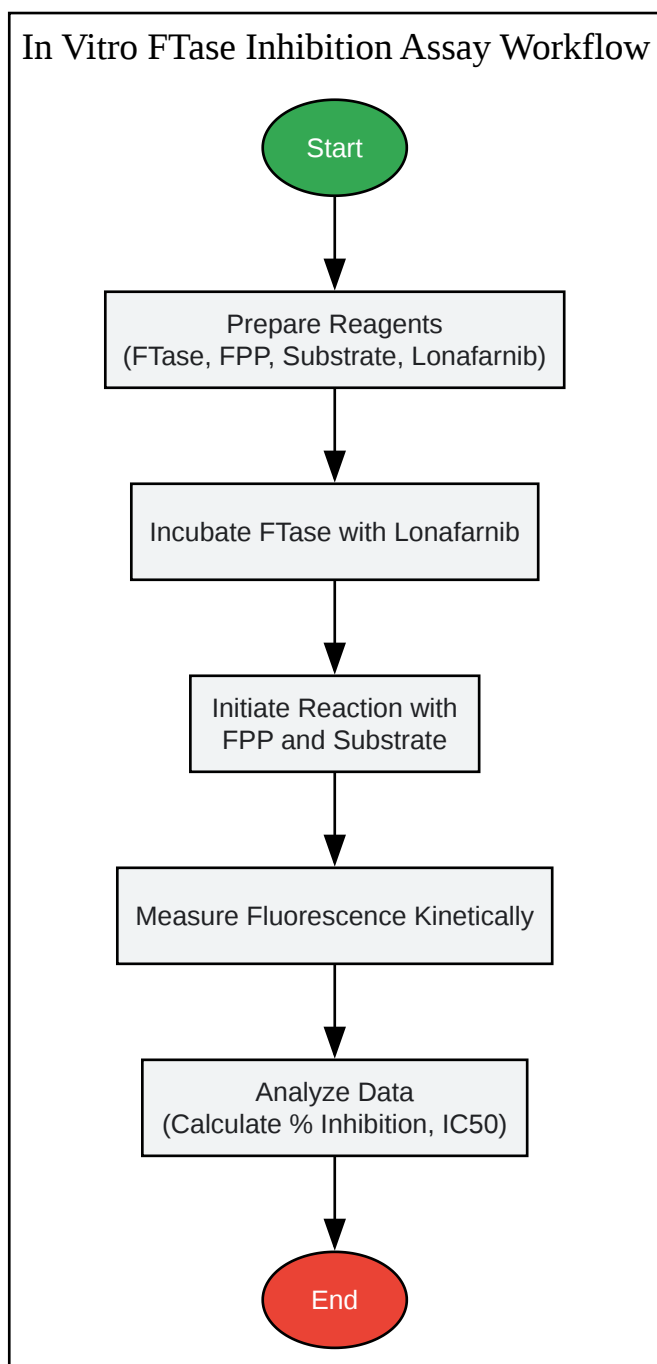 In Vitro FTase Inhibition Assay Workflow
Start
Prepare Reagents
(FTase, FPP, Substrate, Lonafarnib)
Incubate FTase with Lonafarnib
Initiate Reaction with
FPP and Substrate
Measure Fluorescence Kinetically
Analyze Data
(Calculate % Inhibition, IC50)
End